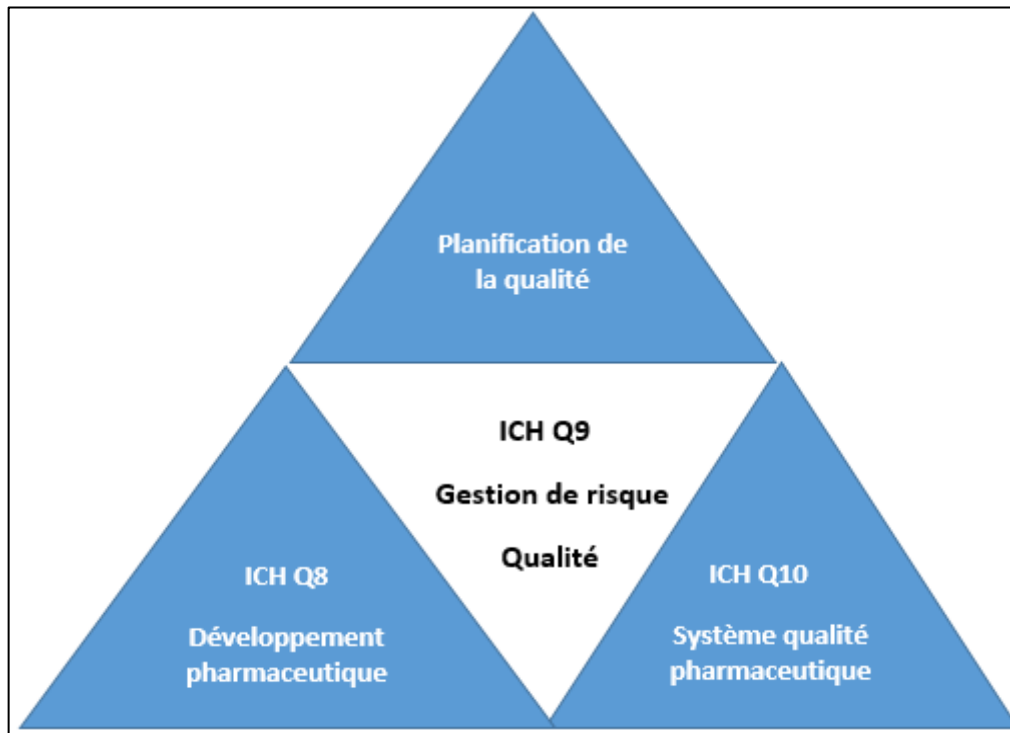 Planification de
la qualité
ICH Q9
Gestion de risque
Qualité
ICH Q8
Développement
pharmaceutique
ICH Q10
Système qualité
pharmaceutique